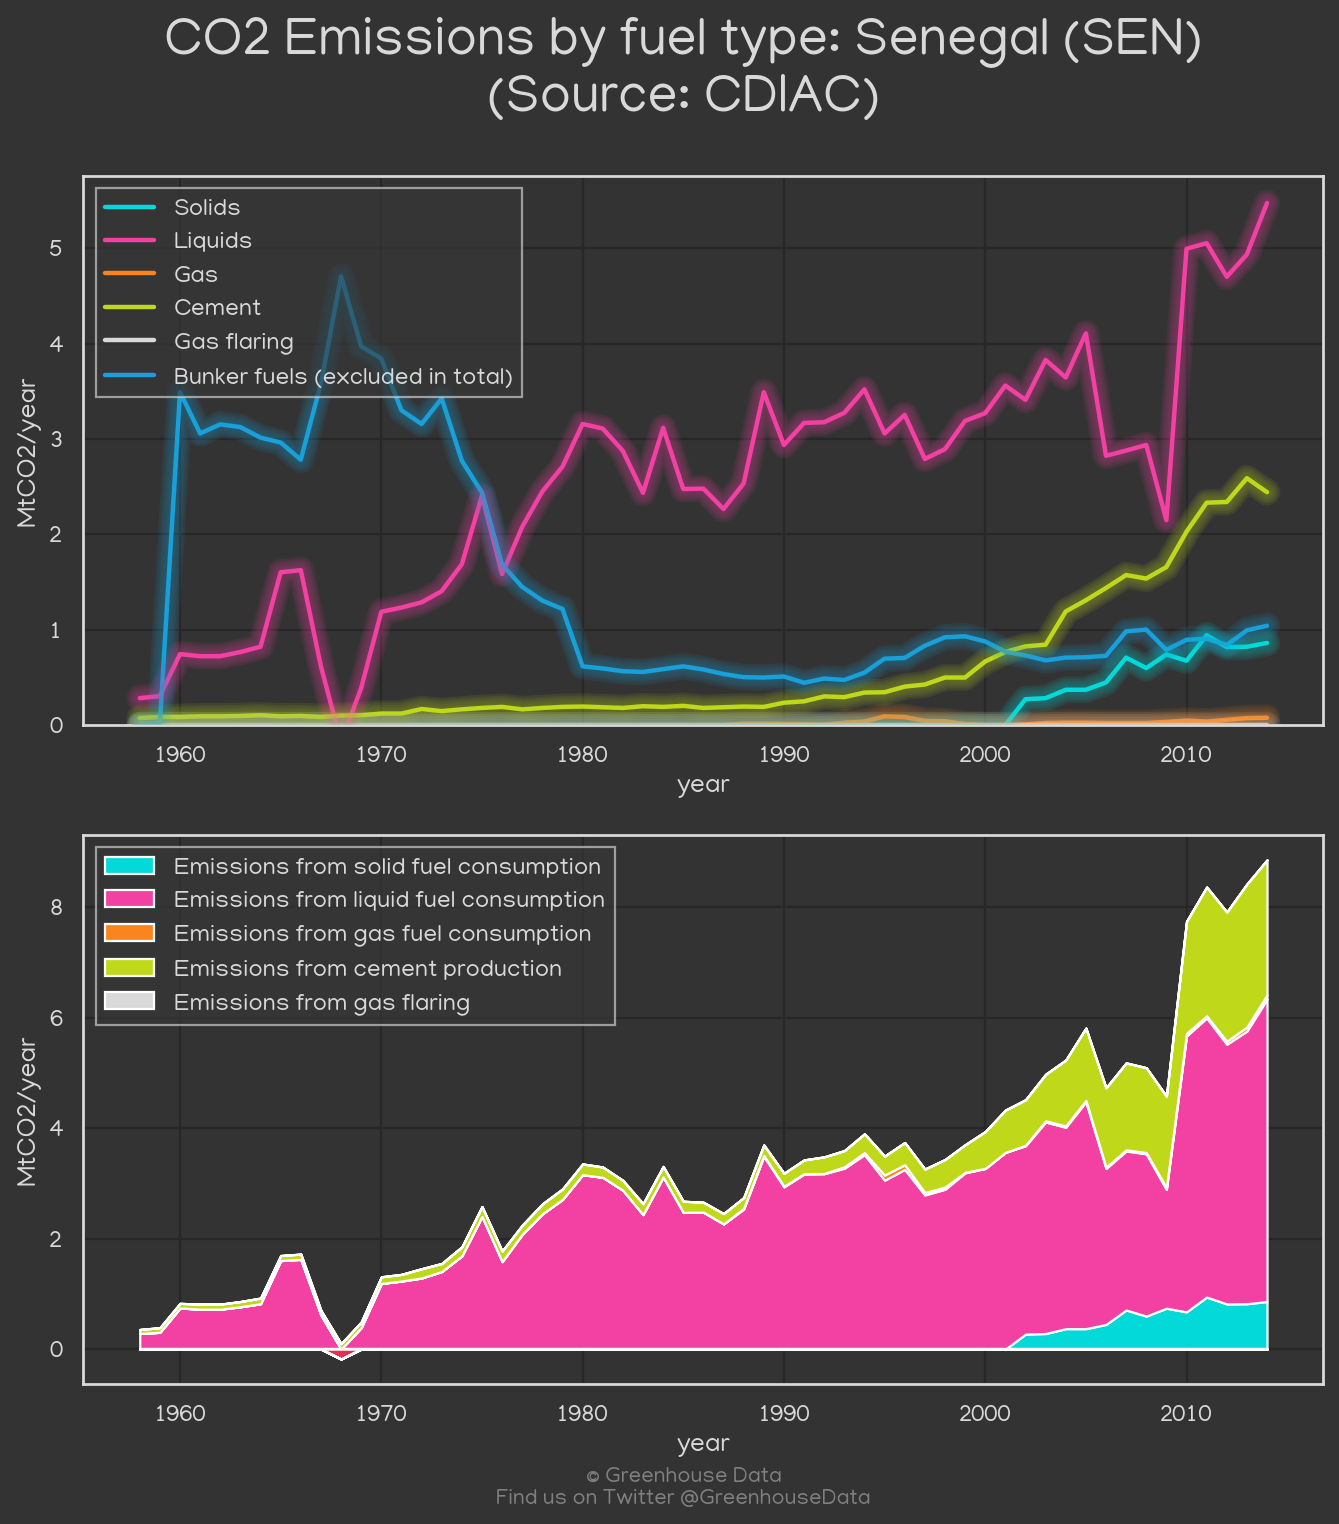 CO2 Emissions by fuel type: Senegal (SEN)
(Source: CDIAC)
Solids
Liquids
Gas
Cement
Gas flaring
Bunker fuels (excluded in total)
MtCO2/year
5
4
3
2
1
0
1960 1970 1980 1990 2000 2010
year
Emissions from solid fuel consumption
Emissions from liquid fuel consumption
Emissions from gas fuel consumption
Emissions from cement production
Emissions from gas flaring
MtCO2/year
8
6
4
2
0
1960 1970 1980 1990 2000 2010
year
© Greenhouse Data
Find us on Twitter @GreenhouseData